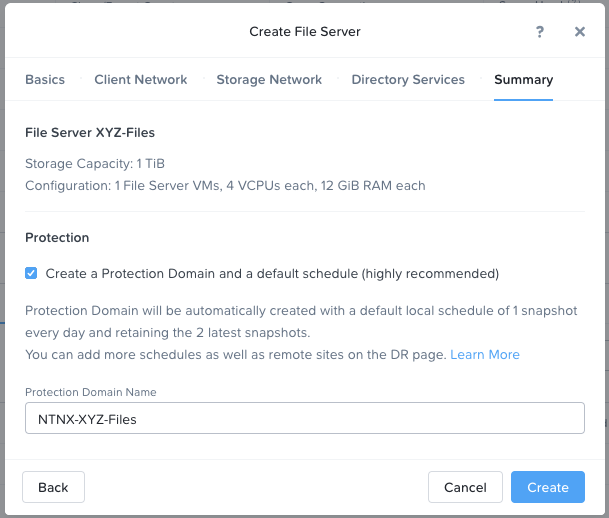 Create File Server
?
Basics
Client Network
Storage Network
Directory Services
Summary
File Server XYZ-Files
Storage Capacity: 1 TiB
Configuration: 1 File Server VMs, 4 VCPUs each, 12 GiB RAM each
Protection
Create a Protection Domain and a default schedule (highly recommended)
Protection Domain will be automatically created with a default local schedule of 1 snapshot
every day and retaining the 2 latest snapshots.
You can add more schedules as well as remote sites on the DR page. Learn More
Protection Domain Name
NTNX-XYZ-Files
Back
Cancel
Create